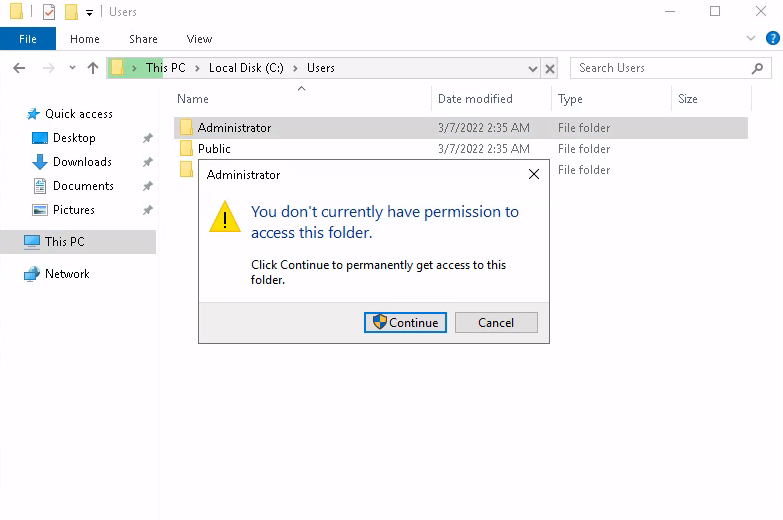 Users
File Home Share View
This PC Local Disk (C:) Users
Search Users
Name Date modified Type Size
Quick access
Desktop
Downloads
Documents
Pictures
This PC
Network
Administrator 3/7/2022 2:35 AM File folder
Public 3/7/2022 2:35 AM File folder
File folder
Administrator
You don't currently have permission to
access this folder.
Click Continue to permanently get access to this
folder.
Continue Cancel